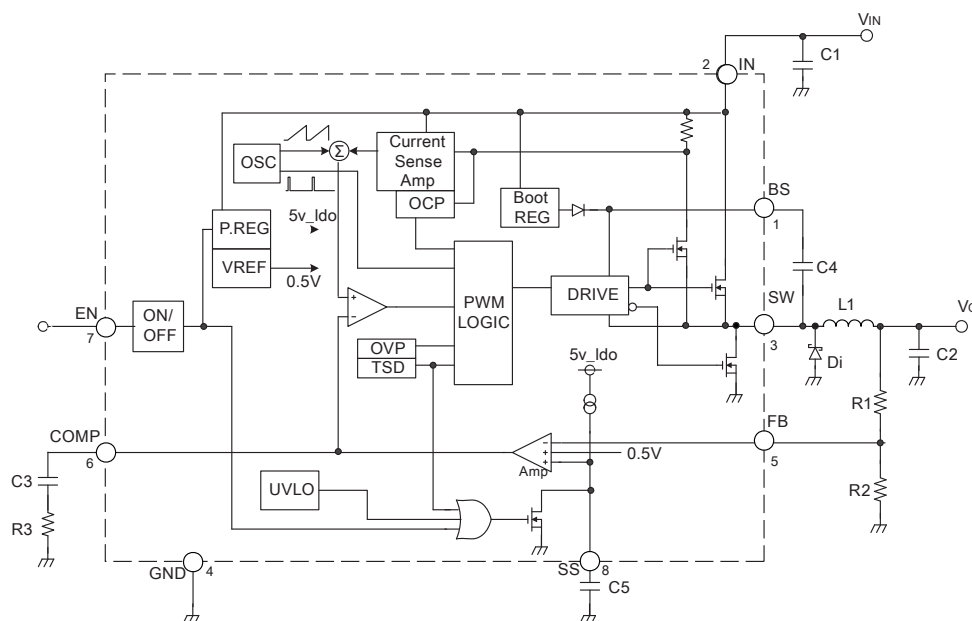 VIN
C1
2
IN
Current
Sense
Amp
OSC
Σ
OCP
Boot
REG
BS
1
5v_ldo
P.REG
VREF
0.5V
C4
DRIVE
SW
3
L1
EN
7
ON/
OFF
+
−
PWM
LOGIC
OVP
TSD
5v_ldo
Di
C2
R1
COMP
6
FB
5
−
+
+
Amp
0.5V
C3
R3
UVLO
R2
GND
4
SS
8
C5